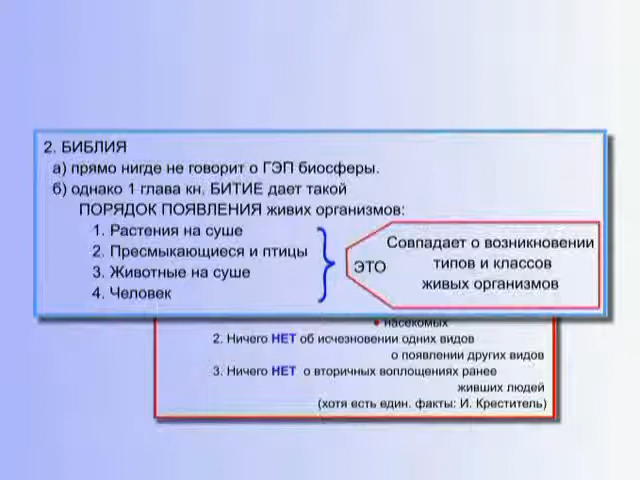 2. БИБЛИЯ
а) прямо нигде не говорит о ГЭП биосферы.
б) однако 1 глава кн. БИТИЕ дает такой
ПОРЯДОК ПОЯВЛЕНИЯ живих организмов:
1. Растения на суше
2. Пресмыкающиеся и птицы
3. Животные на суше
4. Человек
ЭТО
Совпадает о возникновении
типов и классов
живых организмов
• насекомых
2. Ничего НЕТ об исчезновении одних видов
о появлении других видов
3. Ничего НЕТ о вторичных воплощениях ранее
живших людей
(хотя есть един. факты: И. Креститель)